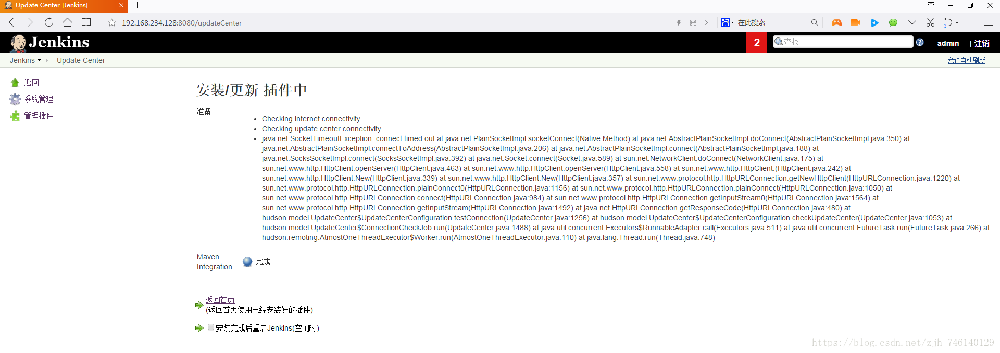 Update Center [Jenkins]
192.168.234.128:8080/updateCenter
在此搜索
3
Jenkins
2
查找
admin
| 注销
Jenkins
Update Center
允许自动刷新
返回
系统管理
管理插件
安装/更新 插件中
准备
Checking internet connectivity
Checking update center connectivity
java.net.SocketTimeoutException: connect timed out at java.net.PlainSocketImpl.socketConnect(Native Method) at java.net.AbstractPlainSocketImpl.doConnect(AbstractPlainSocketImpl.java:350) at
java.net.AbstractPlainSocketImpl.connectToAddress(AbstractPlainSocketImpl.java:206) at java.net.AbstractPlainSocketImpl.connect(AbstractPlainSocketImpl.java:188) at
java.net.SocksSocketImpl.connect(SocksSocketImpl.java:392) at java.net.Socket.connect(Socket.java:589) at sun.net.NetworkClient.doConnect(NetworkClient.java:175) at
sun.net.www.http.HttpClient.openServer(HttpClient.java:463) at sun.net.www.http.HttpClient.openServer(HttpClient.java:558) at sun.net.www.http.HttpClient.(HttpClient.java:242) at
sun.net.www.http.HttpClient.New(HttpClient.java:339) at sun.net.www.http.HttpClient.New(HttpClient.java:357) at sun.net.www.protocol.http.HttpURLConnection.getNewHttpClient(HttpURLConnection.java:1220) at
sun.net.www.protocol.http.HttpURLConnection.plainConnect0(HttpURLConnection.java:1156) at sun.net.www.protocol.http.HttpURLConnection.plainConnect(HttpURLConnection.java:1050) at
sun.net.www.protocol.http.HttpURLConnection.connect(HttpURLConnection.java:984) at sun.net.www.protocol.http.HttpURLConnection.getInputStream0(HttpURLConnection.java:1564) at
sun.net.www.protocol.http.HttpURLConnection.getInputStream(HttpURLConnection.java:1492) at java.net.HttpURLConnection.getResponseCode(HttpURLConnection.java:480) at
hudson.model.UpdateCenter$UpdateCenterConfiguration.testConnection(UpdateCenter.java:1256) at hudson.model.UpdateCenter$UpdateCenterConfiguration.checkUpdateCenter(UpdateCenter.java:1053) at
hudson.model.UpdateCenter$ConnectionCheckJob.run(UpdateCenter.java:1488) at java.util.concurrent.Executors$RunnableAdapter.call(Executors.java:511) at java.util.concurrent.FutureTask.run(FutureTask.java:266) at
hudson.remoting.AtmostOneThreadExecutor$Worker.run(AtmostOneThreadExecutor.java:110) at java.lang.Thread.run(Thread.java:748)
Maven
Integration
完成
返回首页
(返回首页使用已经安装好的插件)
安装完成后重启Jenkins(空闲时)
https://blog.csdn.net/zjh_746140129